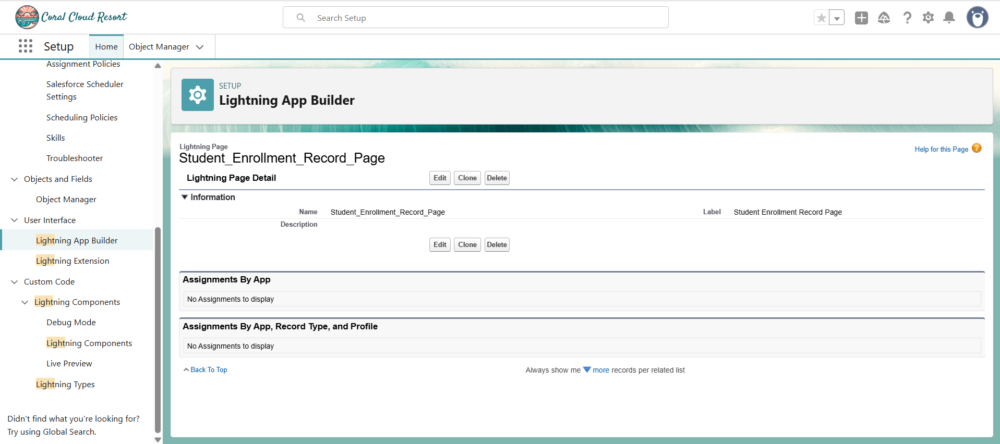 Coral Cloud Resort
Search Setup
Setup
Home
Object Manager
Assignment Policies
Salesforce Scheduler
Settings
Scheduling Policies
Skills
Troubleshooter
Objects and Fields
Object Manager
User Interface
Lightning App Builder
Lightning Extension
Custom Code
Lightning Components
Debug Mode
Lightning Components
Live Preview
Lightning Types
Didn't find what you're looking for?
Try using Global Search.
SETUP
Lightning App Builder
Lightning Page
Student_Enrollment_Record_Page
Help for this Page ?
Lightning Page Detail
Edit Clone Delete
Information
Name Student_Enrollment_Record_Page Label Student Enrollment Record Page
Description
Edit Clone Delete
Assignments By App
No Assignments to display
Assignments By App, Record Type, and Profile
No Assignments to display
Back To Top
Always show me more records per related list